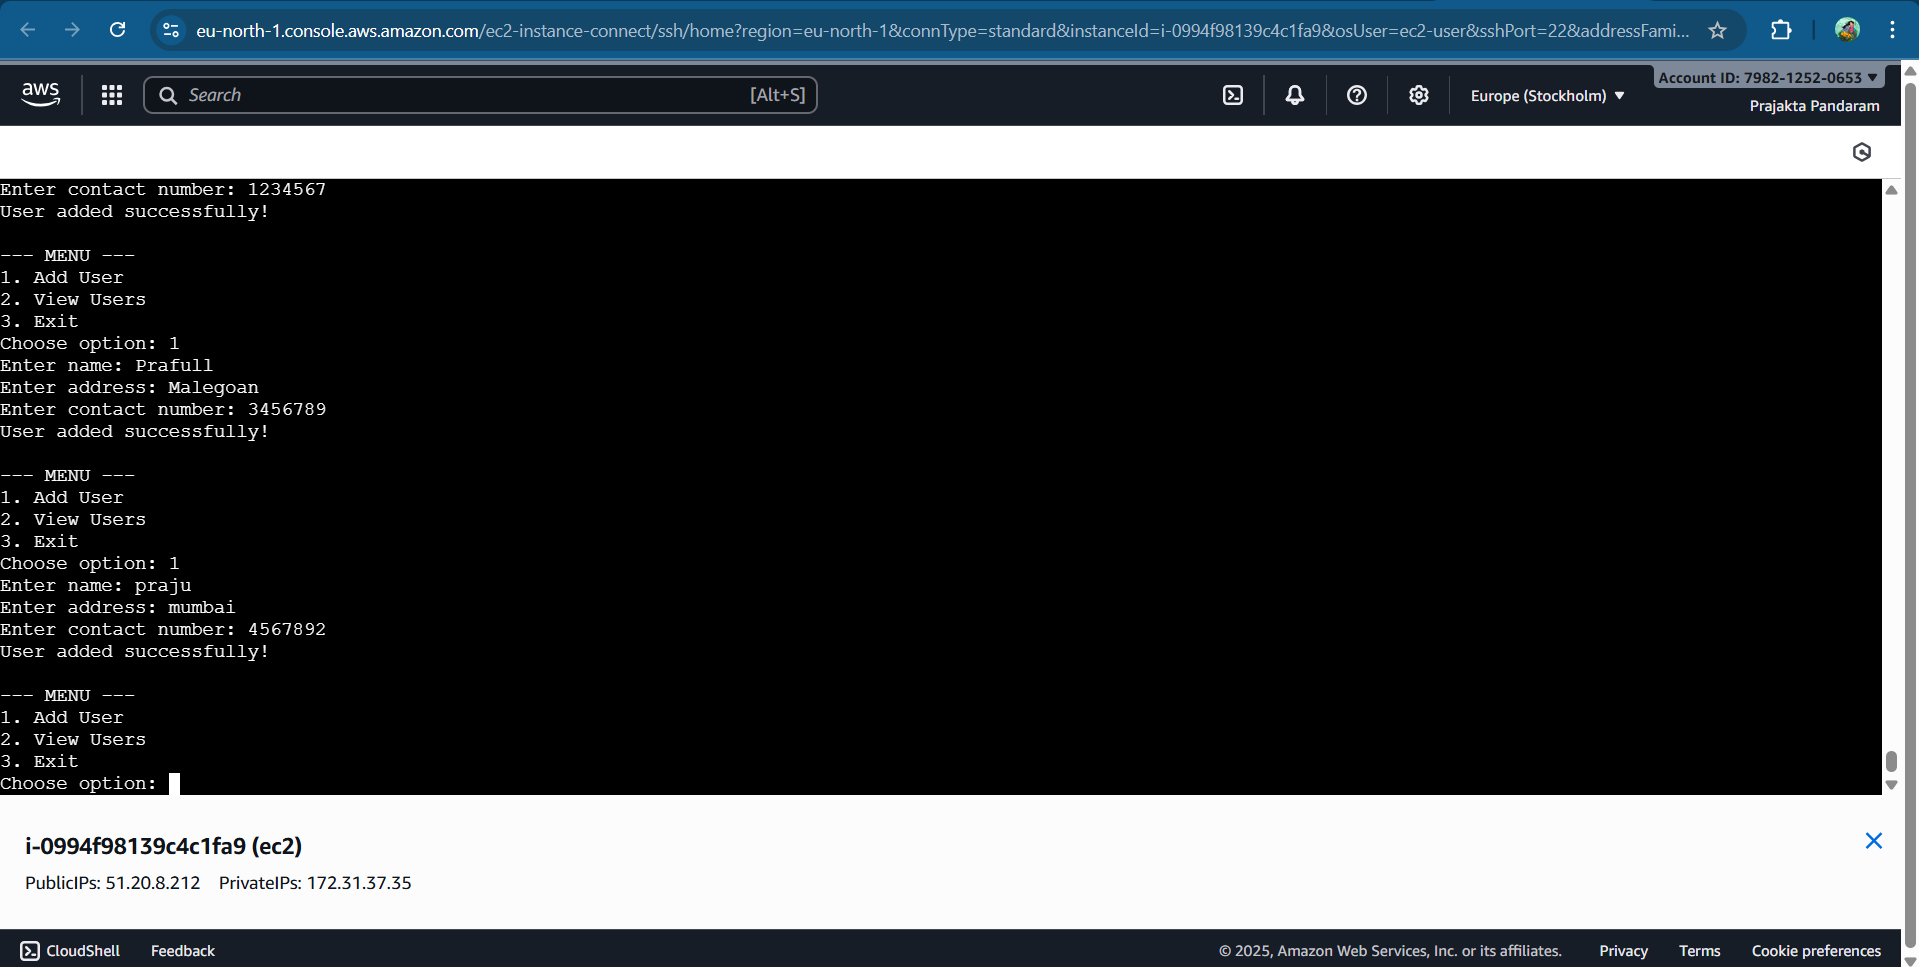 eu-north-1.console.aws.amazon.com/ec2-instance-connect/ssh/home?region=eu-north-1&connType=standard&instanceId=i-0994f98139c4c1fa9&osUser=ec2-user&sshPort=22&addressFami...
aws
Search [Alt+S]
Europe (Stockholm)
Account ID: 7982-1252-0653
Prajakta Pandaram
Enter contact number: 1234567
User added successfully!
--- MENU ---
1. Add User
2. View Users
3. Exit
Choose option: 1
Enter name: Prafull
Enter address: Malegoan
Enter contact number: 3456789
User added successfully!
--- MENU ---
1. Add User
2. View Users
3. Exit
Choose option: 1
Enter name: praju
Enter address: mumbai
Enter contact number: 4567892
User added successfully!
--- MENU ---
1. Add User
2. View Users
3. Exit
Choose option:
i-0994f98139c4c1fa9 (ec2)
PublicIPs: 51.20.8.212 PrivateIPs: 172.31.37.35
CloudShell Feedback © 2025, Amazon Web Services, Inc. or its affiliates. Privacy Terms Cookie preferences